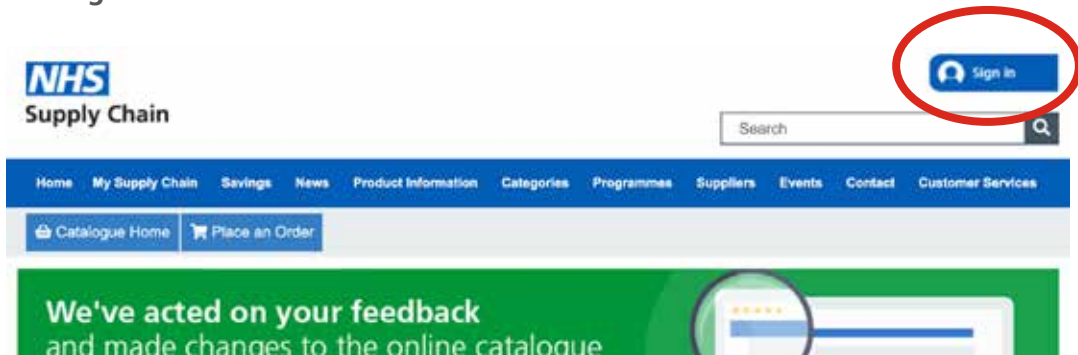 NHS
Supply Chain
Sign in
Search
Home My Supply Chain Savings News Product Information Categories Programmes Suppliers Events Contact Customer Services
Catalogue Home Place an Order
We've acted on your feedback
and made changes to the online catalogue